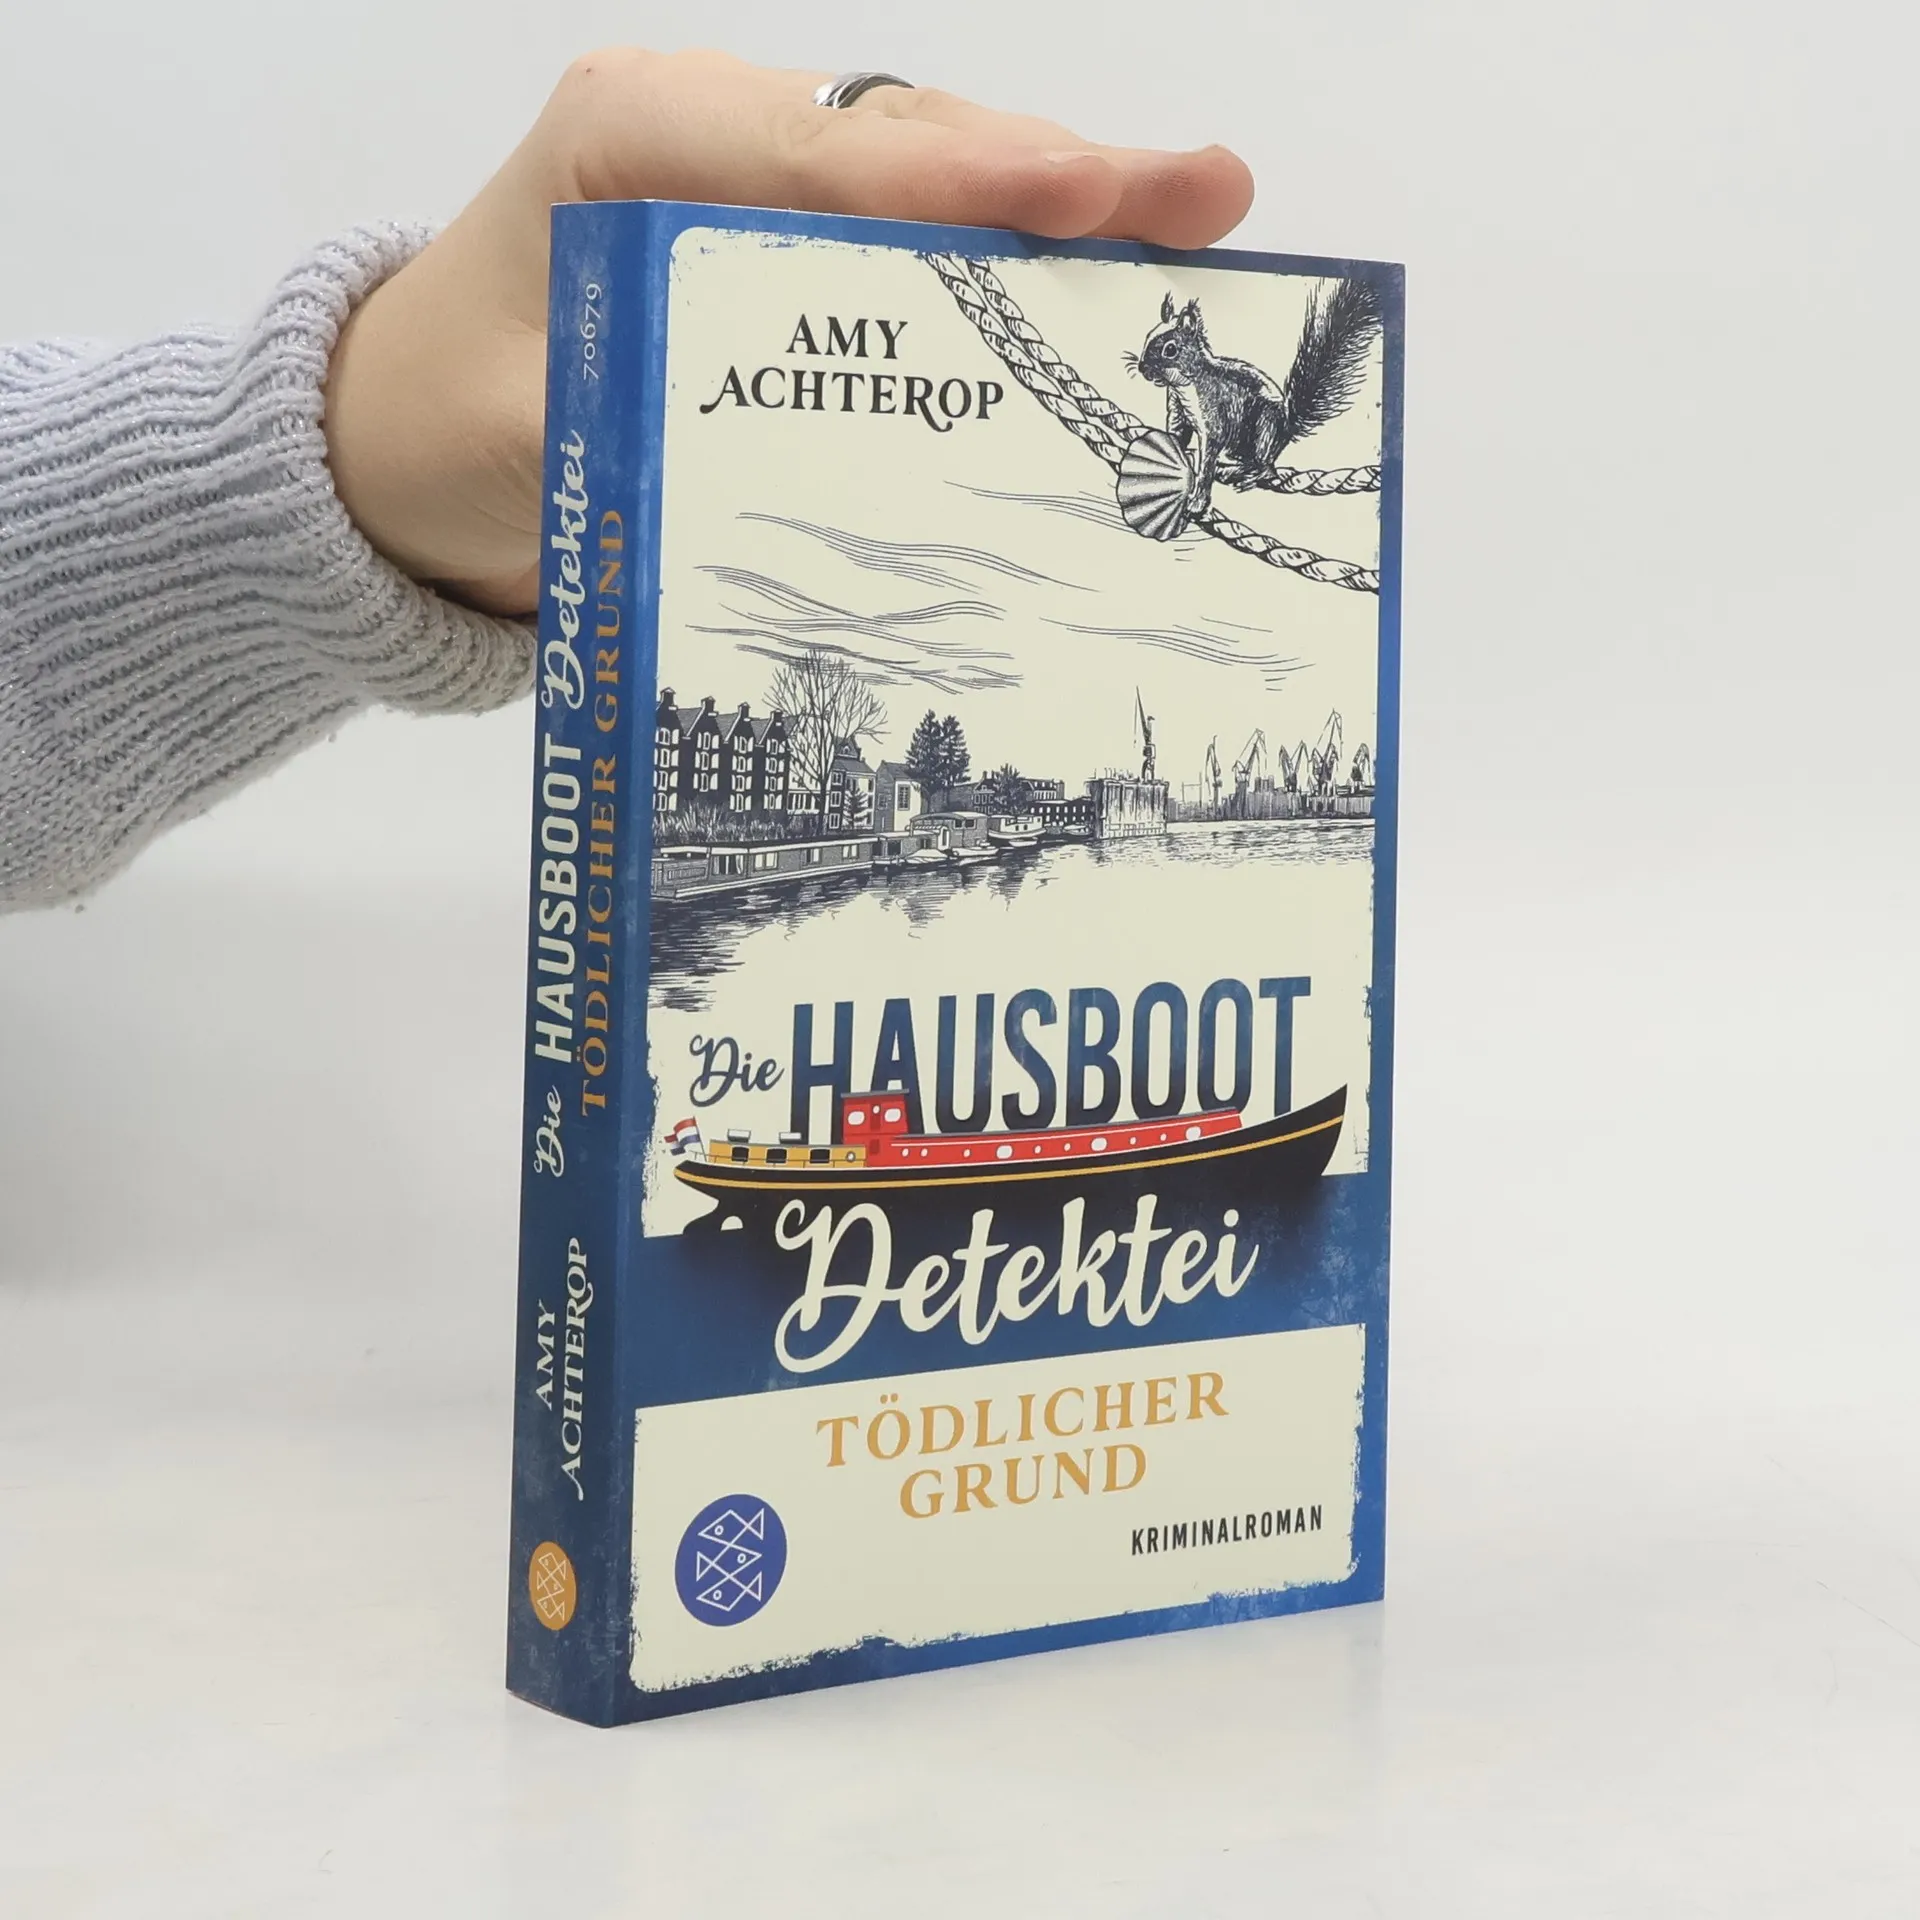 70679
Die HAUSBOOT Detektei
TÖDLICHER GRUND
AMY
ACHTEROP
AMY
ACHTEROP
Die HAUSBOOT
Detektei
TÖDLICHER
GRUND
KRIMINALROMAN